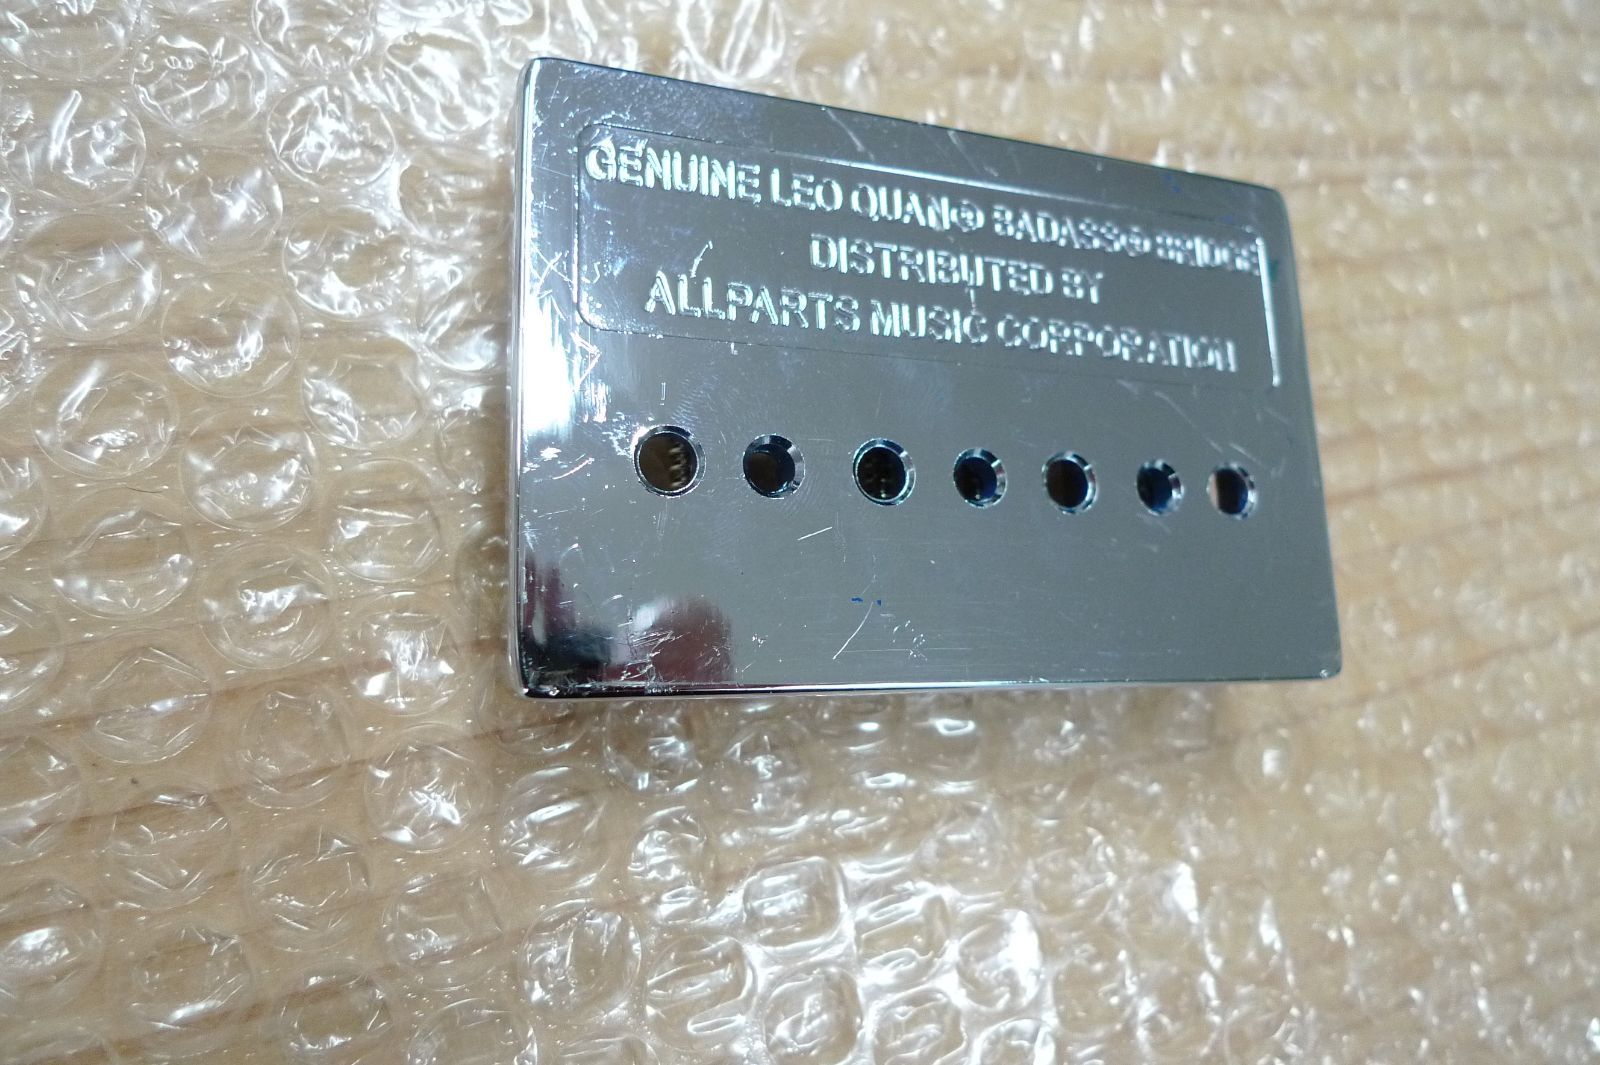 GENUINE LEO QUAN® BADASS® BRIDGE
DISTRIBUTED BY
ALLPARTS MUSIC CORPORATION